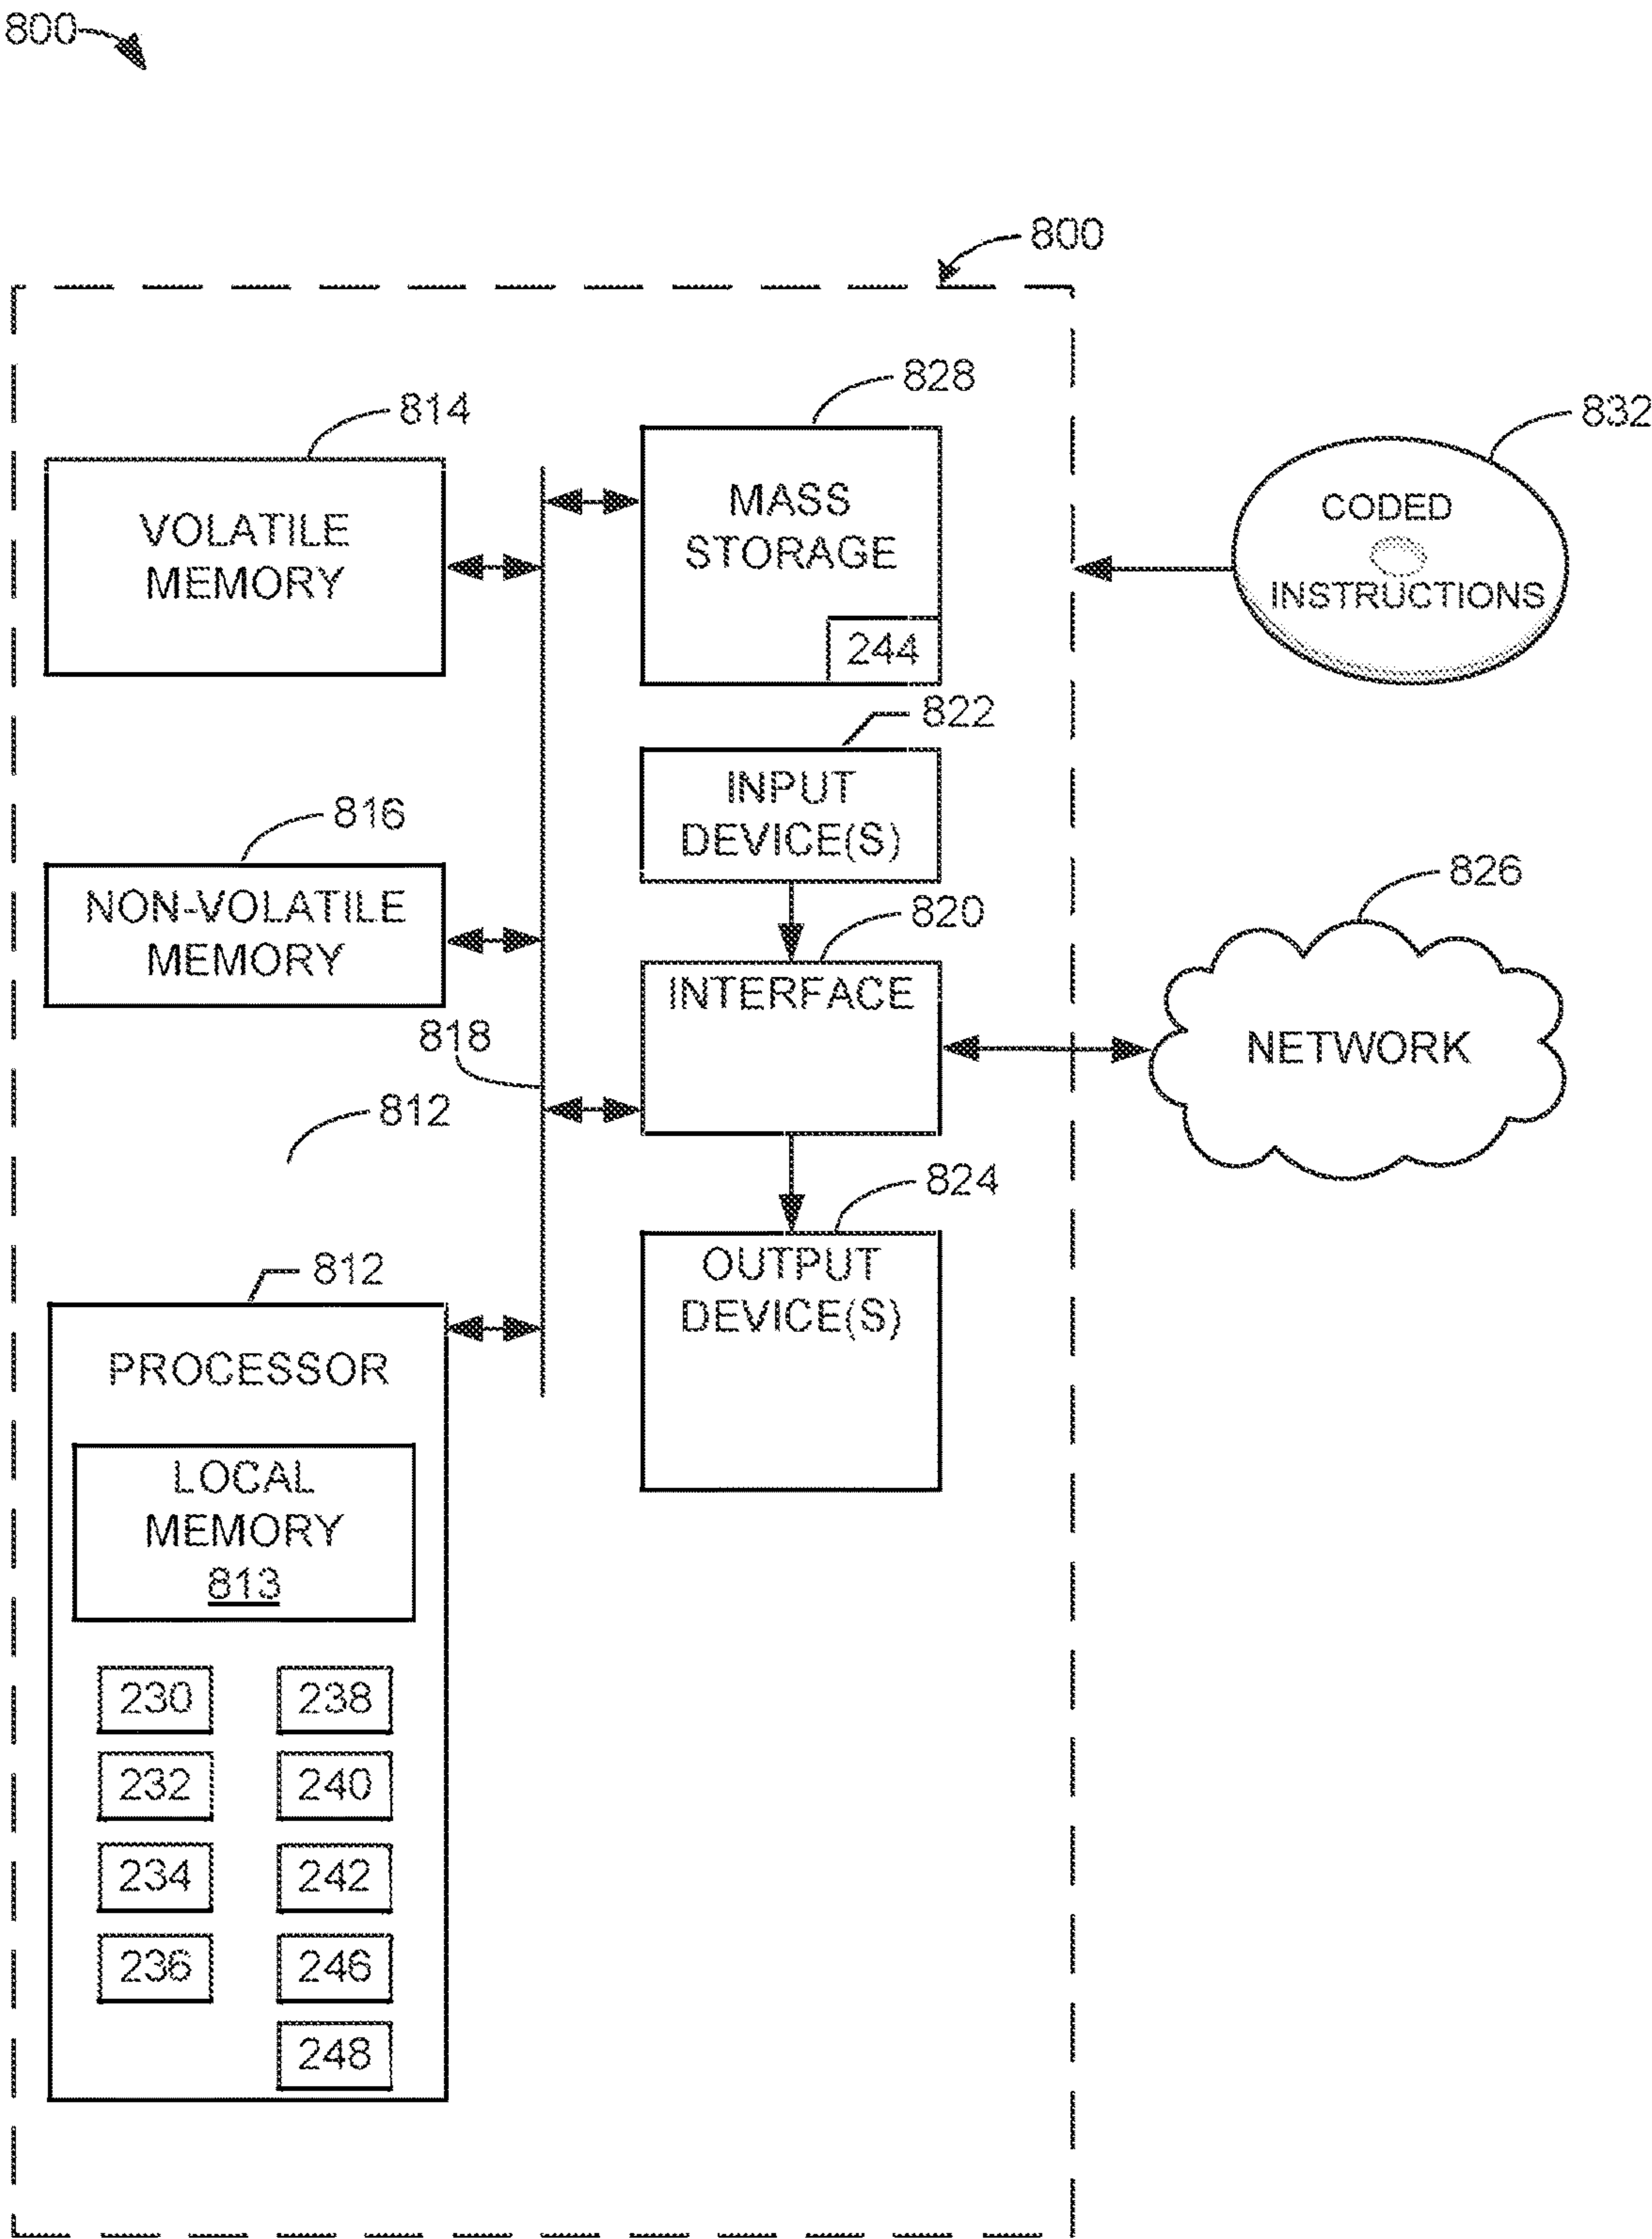 800
800
828
814
832
MASS
STORAGE
CODED
INSTRUCTIONS
VOLATILE
MEMORY
244
822
INPUT
DEVICE(S)
816
826
NON-VOLATILE
MEMORY
820
INTERFACE
NETWORK
818
812
824
OUTPUT
DEVICE(S)
812
PROCESSOR
LOCAL
MEMORY
813
230
238
232
240
234
242
236
246
248